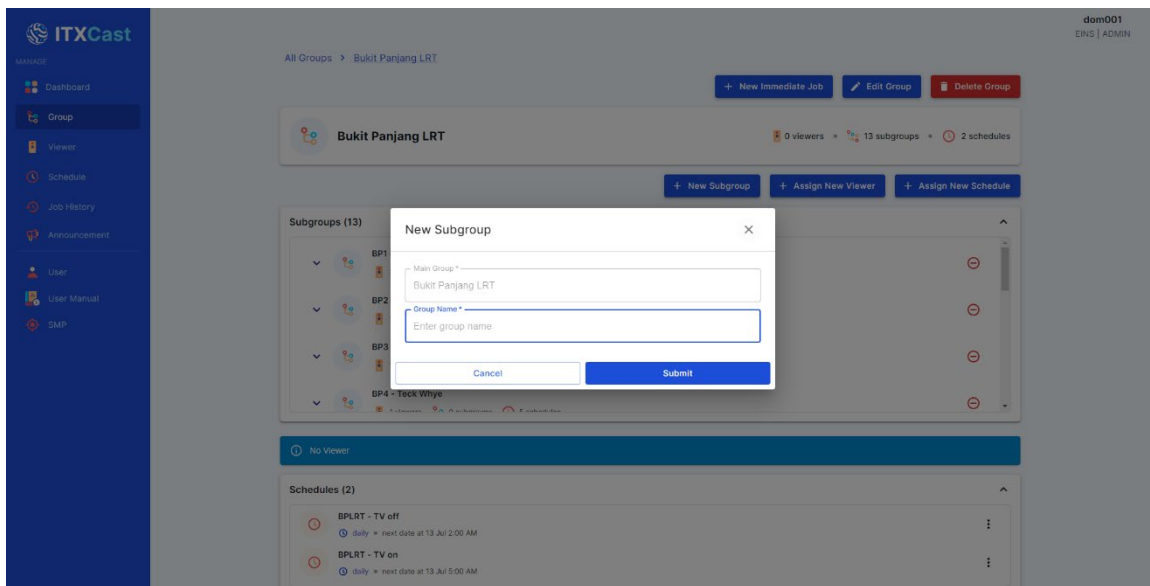 ITXCast
dom001
EINS | ADMIN
MANAGE
Dashboard
Group
Viewer
Schedule
Job History
Announcement
User
User Manual
SMP
All Groups > Bukit Panjang LRT
+ New Immediate Job
Edit Group
Delete Group
Bukit Panjang LRT
0 viewers • 13 subgroups • 2 schedules
+ New Subgroup
+ Assign New Viewer
+ Assign New Schedule
Subgroups (13)
BP1
BP2
BP3
BP4 - Teck Whye
0 subgroups 5 schedules
New Subgroup
Main Group *
Bukit Panjang LRT
Group Name *
Enter group name
Cancel
Submit
No Viewer
Schedules (2)
BPLRT - TV off
daily • next date at 13 Jul 2:00 AM
BPLRT - TV on
daily • next date at 13 Jul 5:00 AM